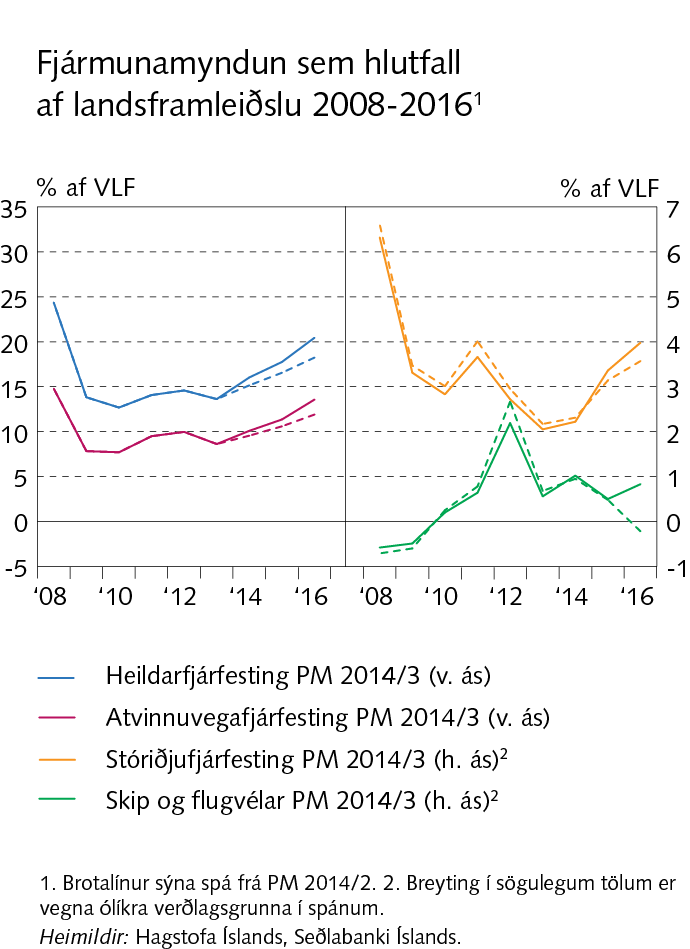 Fjármunamyndun sem hlutfall
af landsframleiðslu 2008-2016¹
% af VLF
% af VLF
35
30
25
20
15
10
5
0
-5
7
6
5
4
3
2
1
0
-1
‘08 ‘10 ‘12 ‘14 ‘16 ‘08 ‘10 ‘12 ‘14 ‘16
Heildarfjárfesting PM 2014/3 (v. ás)
Atvinnuvegafjárfesting PM 2014/3 (v. ás)
Stóriðjufjárfesting PM 2014/3 (h. ás)²
Skip og flugvélar PM 2014/3 (h. ás)²
1. Brotalínur sýna spá frá PM 2014/2. 2. Breyting í sögulegum tölum er
vegna ólíkra verðlagsgrunna í spánum.
Heimildir: Hagstofa Íslands, Seðlabanki Íslands.